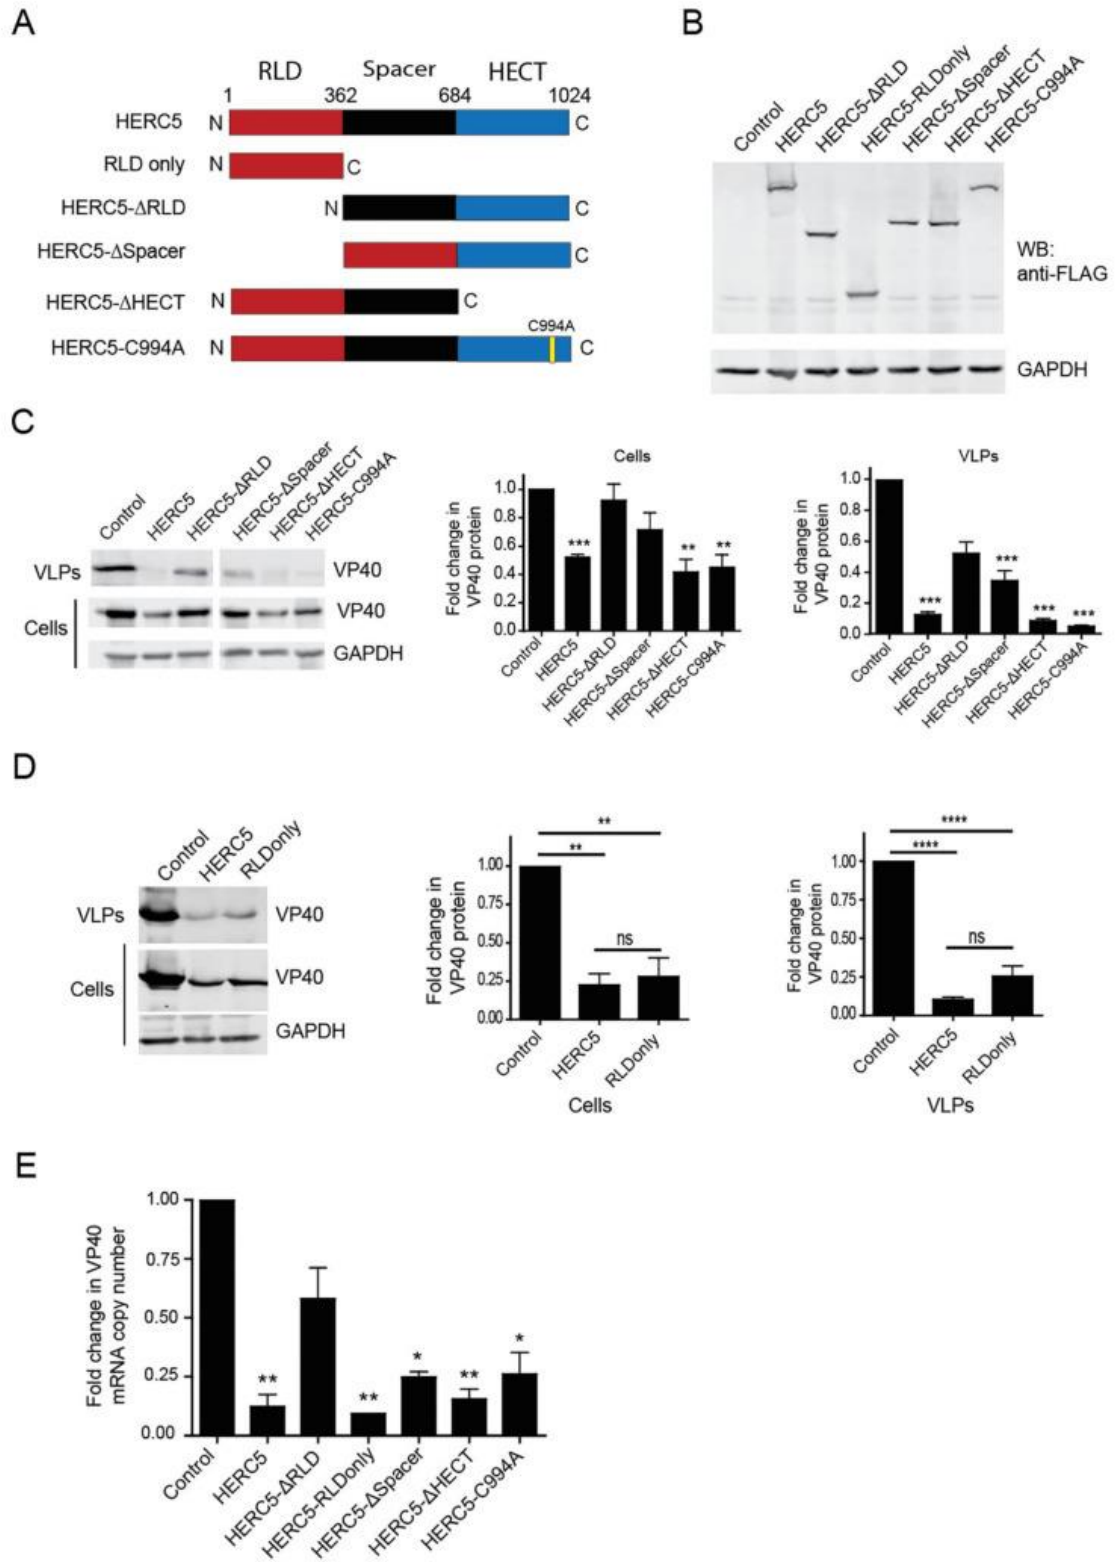 A
RLD Spacer HECT
1 362 684 1024
HERC5 N C
RLD only N C
HERC5-ΔRLD N C
HERC5-ΔSpacer C
HERC5-ΔHECT N C
C994A
HERC5-C994A N C
B
Control
HERC5
HERC5-ΔRLD
HERC5-RLDonly
HERC5-ΔSpacer
HERC5-ΔHECT
HERC5-C994A
WB:
anti-FLAG
GAPDH
C
Control
HERC5
HERC5-ΔRLD
HERC5-ΔSpacer
HERC5-ΔHECT
HERC5-C994A
VLPs VP40
Cells VP40
GAPDH
Cells
Fold change in
VP40 protein
1.0
0.8
0.6
0.4
0.2
0.0
*** ** **
Control
HERC5
HERC5-ΔRLD
HERC5-ΔSpacer
HERC5-ΔHECT
HERC5-C994A
VLPs
Fold change in
VP40 protein
1.0
0.8
0.6
0.4
0.2
0.0
*** *** *** ***
Control
HERC5
HERC5-ΔRLD
HERC5-ΔSpacer
HERC5-ΔHECT
HERC5-C994A
D
Control
HERC5
RLDonly
VLPs VP40
Cells VP40
GAPDH
Fold change in
VP40 protein
1.00
0.75
0.50
0.25
0.00
**
**
ns
Control
HERC5
RLDonly
Cells
Fold change in
VP40 protein
1.00
0.75
0.50
0.25
0.00
****
****
ns
Control
HERC5
RLDonly
VLPs
E
Fold change in VP40
mRNA copy number
1.00
0.75
0.50
0.25
0.00
** ** * ** *
Control
HERC5
HERC5-ΔRLD
HERC5-RLDonly
HERC5-ΔSpacer
HERC5-ΔHECT
HERC5-C994A